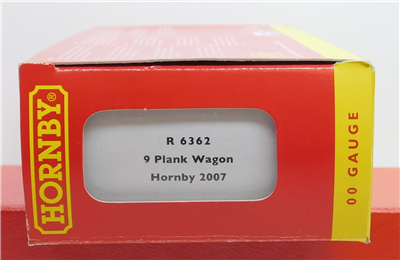 HORNBY
R 6362
9 Plank Wagon
Hornby 2007
00 GAUGE